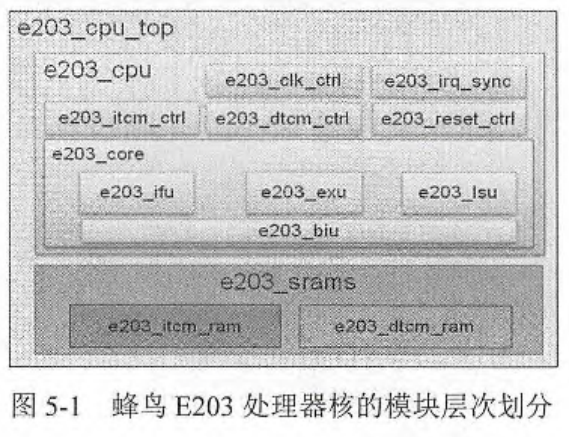 e203_cpu_top
e203_cpu
e203_clk_ctrl e203_irq_sync
e203_itcm_ctrl e203_dtcm_ctrl e203_reset_ctrl
e203_core
e203_ifu e203_exu e203_lsu
e203_biu
e203_srams
e203_itcm_ram e203_dtcm_ram
图 5-1 蜂鸟 E203 处理器核的模块层次划分